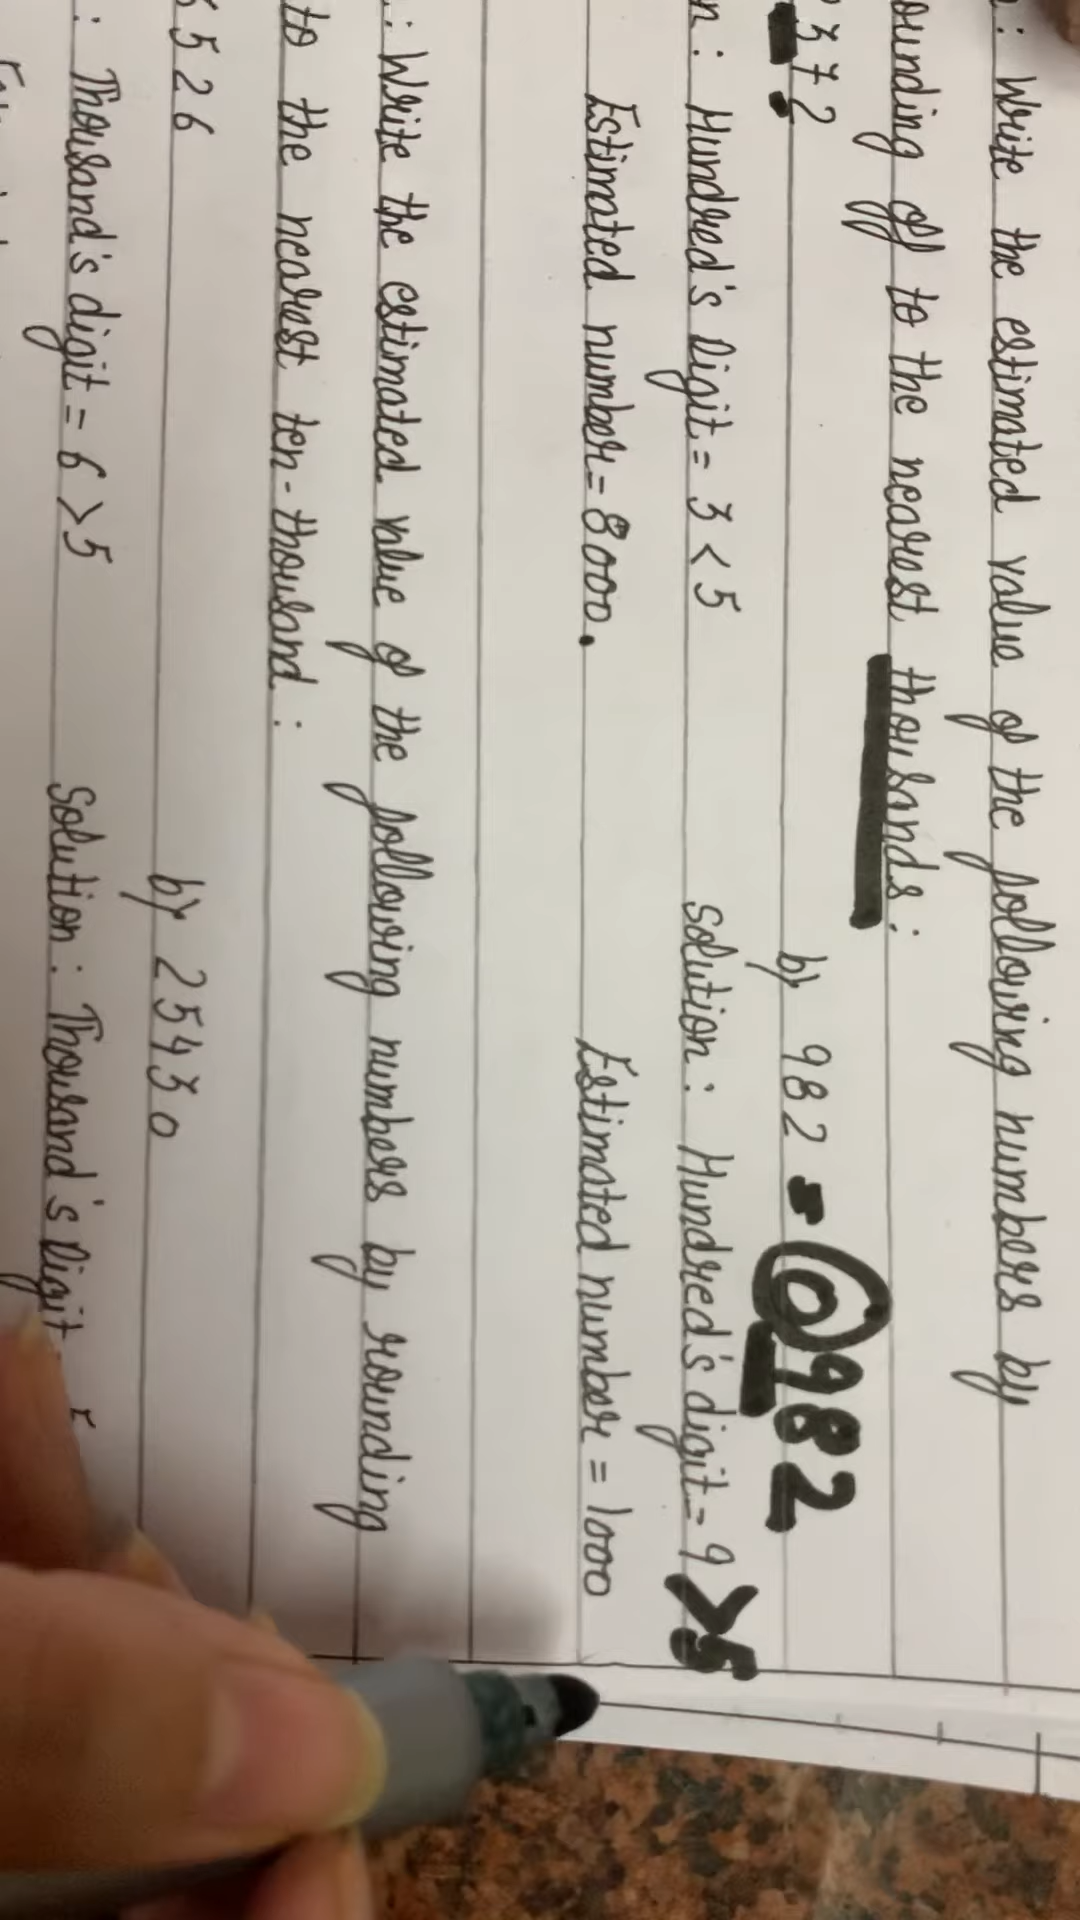 : Write the estimated value of the following numbers by
ounding off to the nearest thousands :
372 b) 982 = 0982
n : Hundred's Digit = 3 < 5 Solution : Hundred's digit = 9 > 5
Estimated number = 8000. Estimated number = 1000
: Write the estimated value of the following numbers by rounding
to the nearest ten-thousand :
526 b) 25430
: Thousand's digit = 6 > 5 Solution : Thousand's Digit